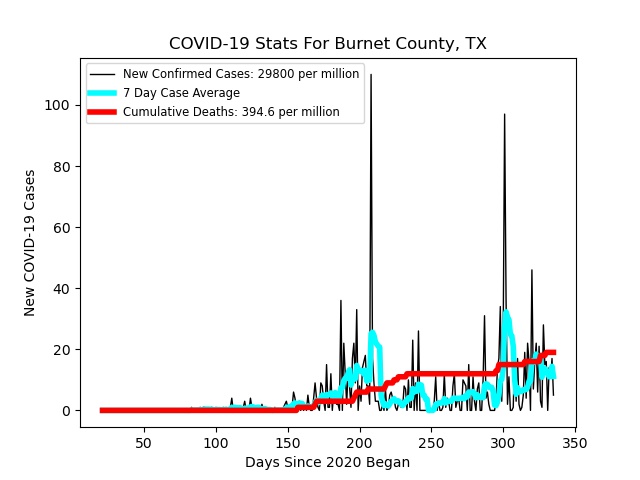 COVID-19 Stats For Burnet County, TX
New Confirmed Cases: 29800 per million
7 Day Case Average
Cumulative Deaths: 394.6 per million
New COVID-19 Cases
100
80
60
40
20
0
50
100
150
200
250
300
350
Days Since 2020 Began